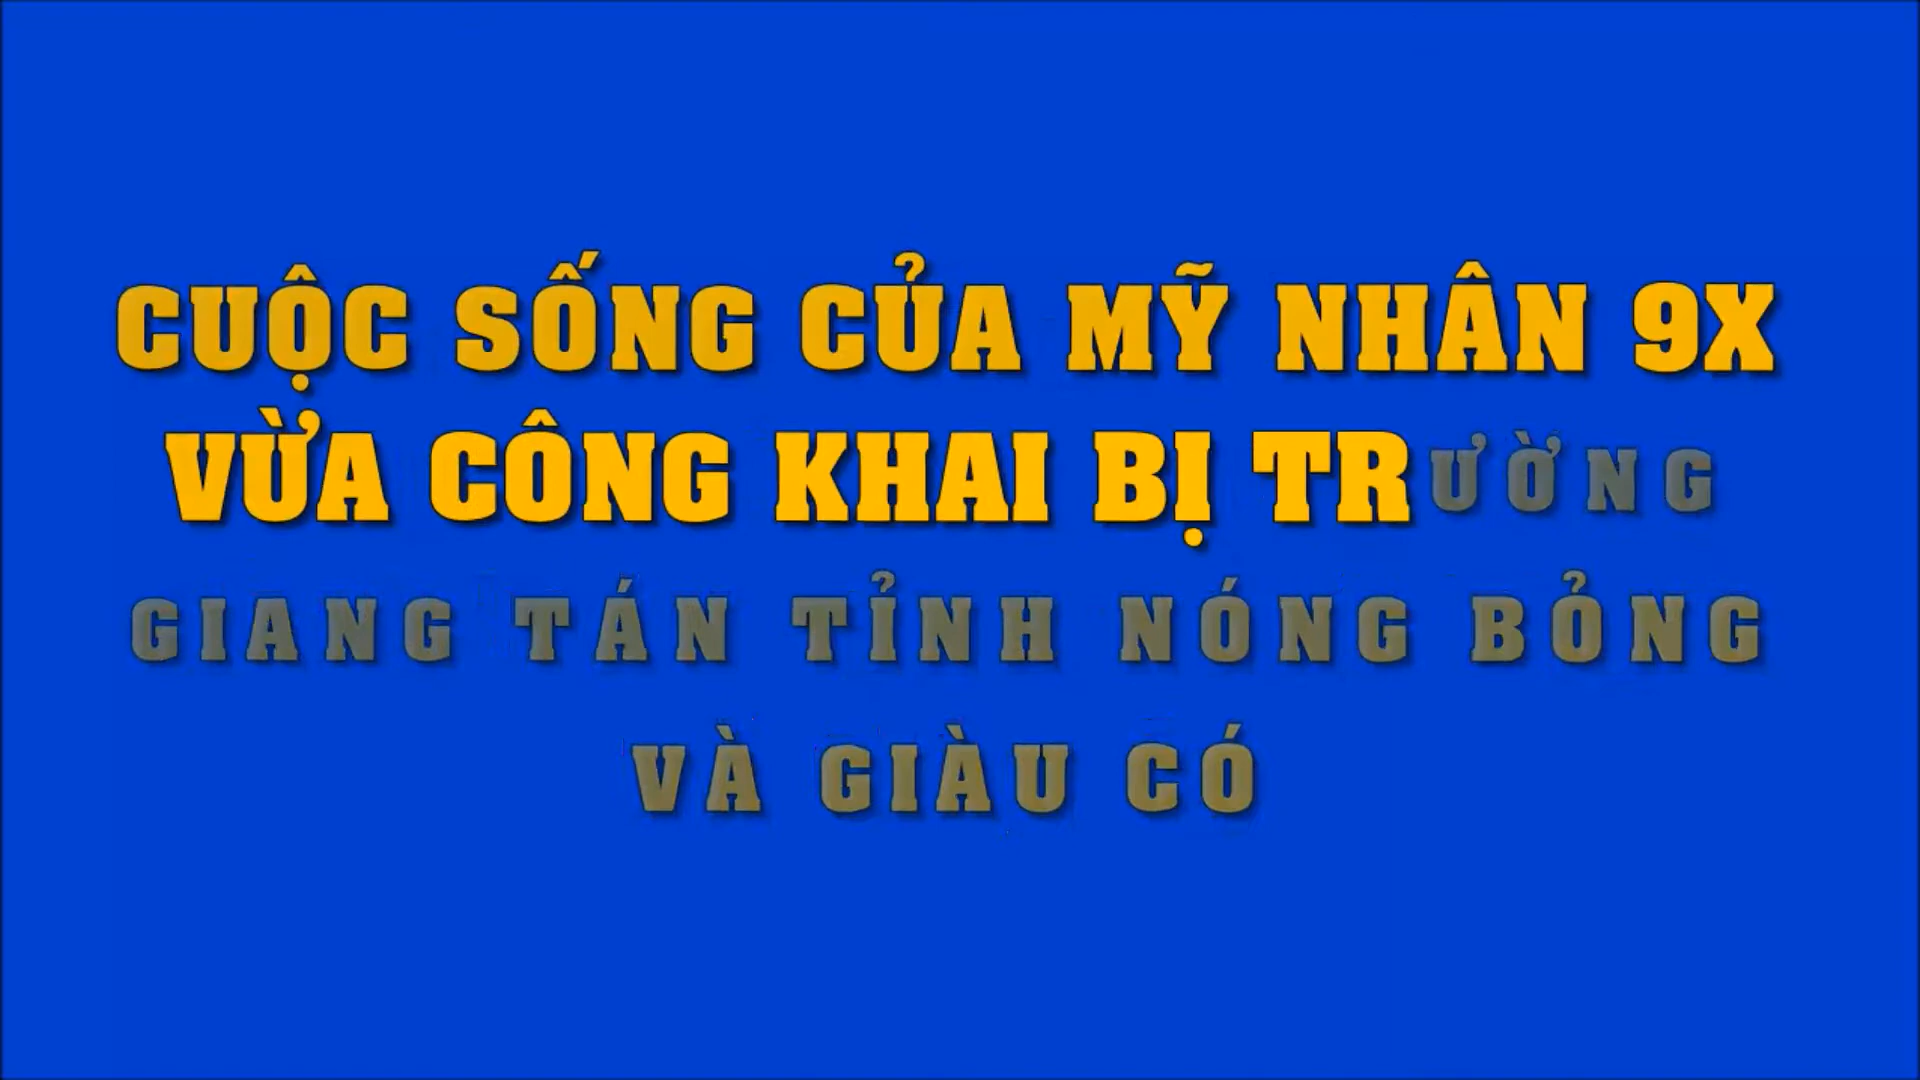 CUỘC SỐNG CỦA MỸ NHÂN 9X
VỪA CÔNG KHAI BỊ TRƯỜNG
GIANG TÁN TỈNH NÓNG BỎNG
VÀ GIÀU CÓ